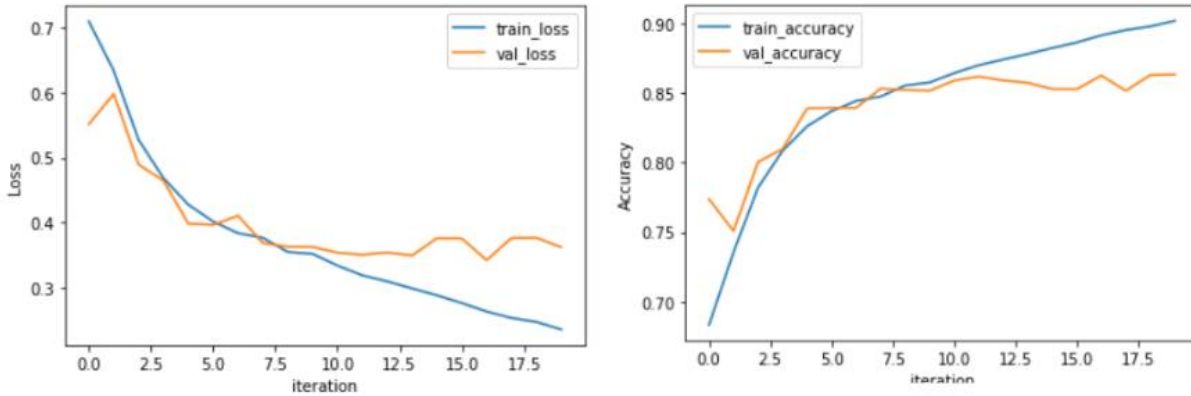 0.7
0.6
0.5
0.4
0.3
Loss
train_loss
val_loss
0.0 2.5 5.0 7.5 10.0 12.5 15.0 17.5
iteration
0.90
0.85
0.80
0.75
0.70
Accuracy
train_accuracy
val_accuracy
0.0 2.5 5.0 7.5 10.0 12.5 15.0 17.5
iteration